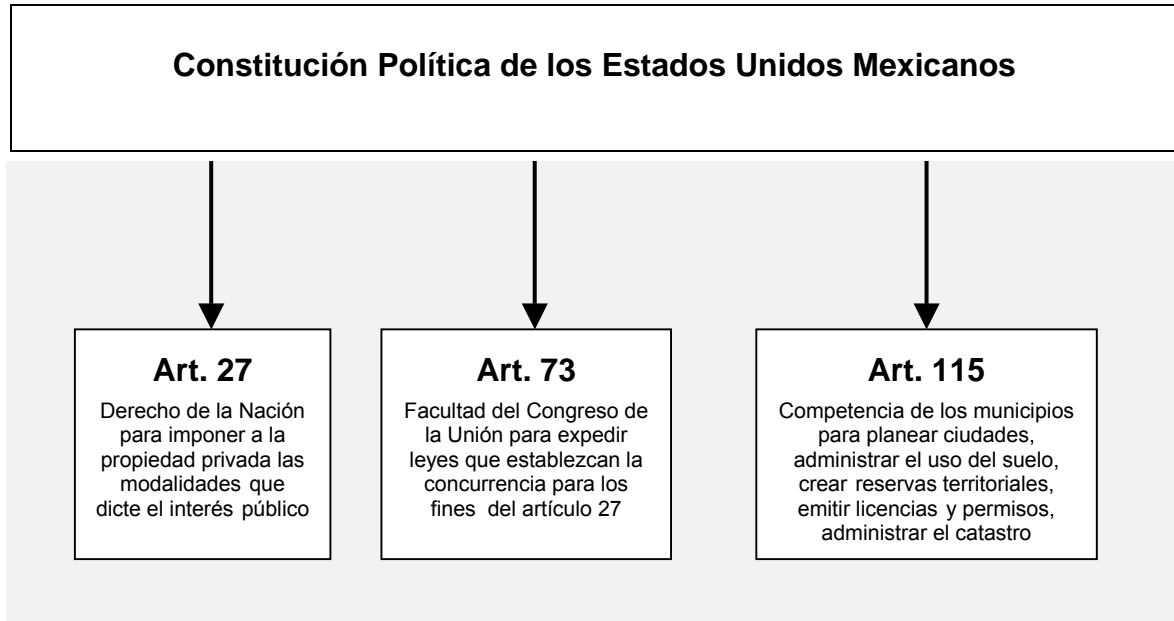 Constitución Política de los Estados Unidos Mexicanos
Art. 27
Derecho de la Nación
para imponer a la
propiedad privada las
modalidades que
dicte el interés público
Art. 73
Facultad del Congreso de
la Unión para expedir
leyes que establezcan la
concurrencia para los
fines del artículo 27
Art. 115
Competencia de los municipios
para planear ciudades,
administrar el uso del suelo,
crear reservas territoriales,
emitir licencias y permisos,
administrar el catastro